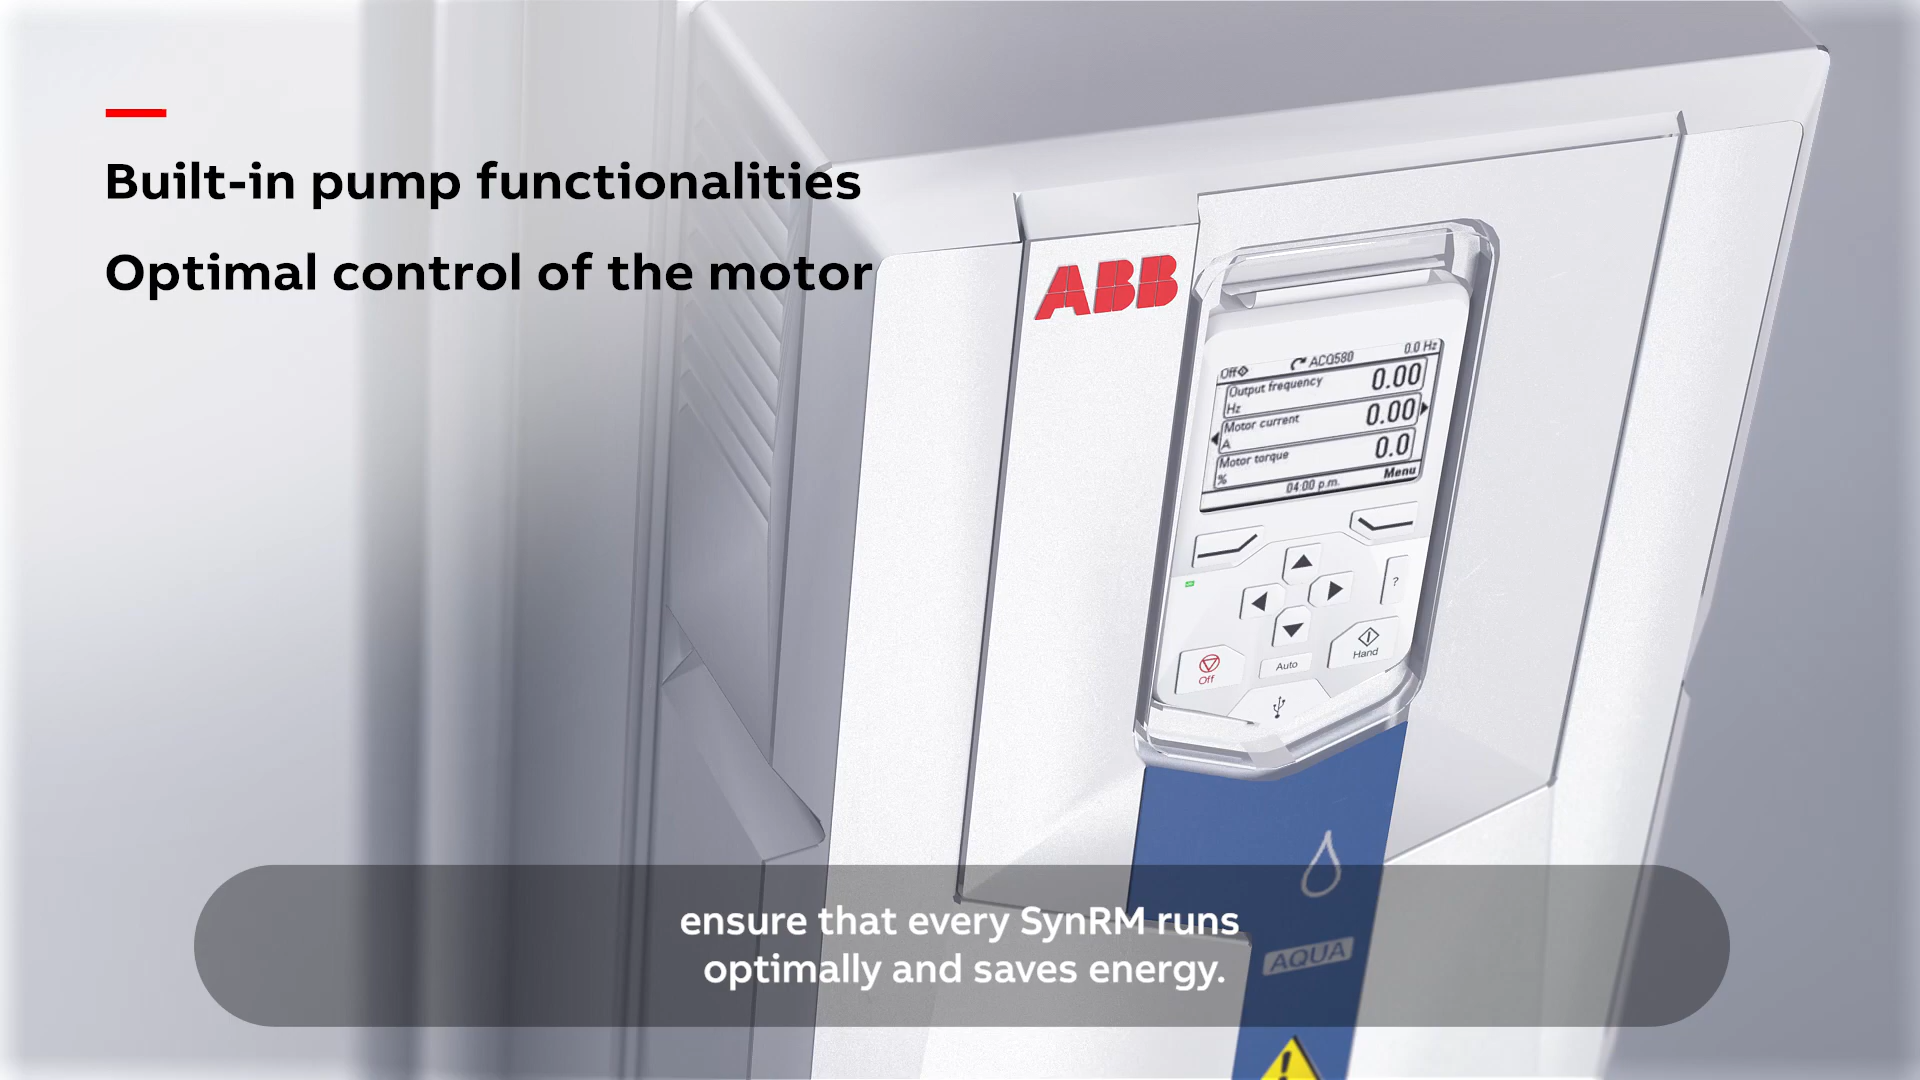 Built-in pump functionalities
Optimal control of the motor
ABB
Off ACQ580 0.0 Hz
Output frequency 0.00
Hz
Motor current 0.00
A
Motor torque 0.0
%
04:00 p.m. Menu
?
Off
Auto
Hand
ensure that every SynRM runs
optimally and saves energy.
AQUA